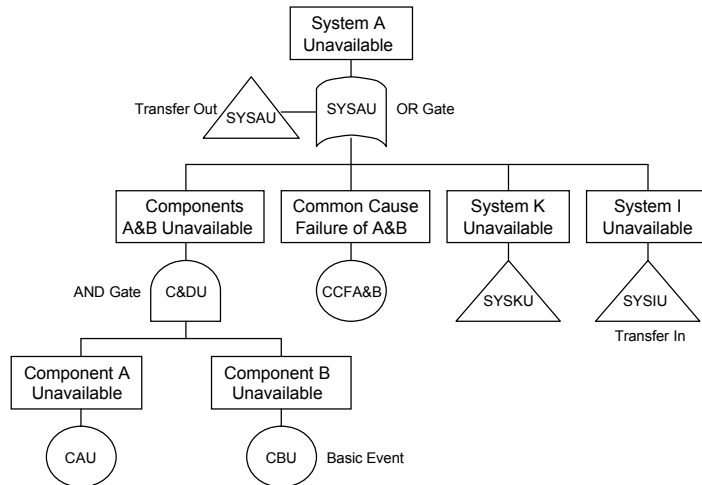 System A
Unavailable
Transfer Out
SYSAU
SYSAU
OR Gate
Components
A&B Unavailable
Common Cause
Failure of A&B
System K
Unavailable
System I
Unavailable
AND Gate
C&DU
CCFA&B
SYSKU
SYSIU
Transfer In
Component A
Unavailable
Component B
Unavailable
CAU
CBU
Basic Event